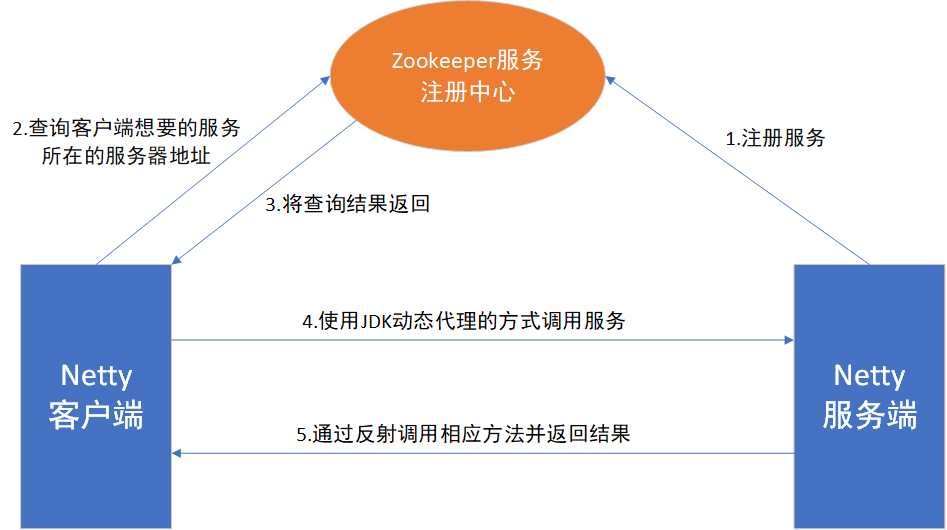 Zookeeper服务
注册中心
2.查询客户端想要的服务
所在的服务器地址
1.注册服务
3.将查询结果返回
4.使用JDK动态代理的方式调用服务
Netty
客户端
Netty
服务端
5.通过反射调用相应方法并返回结果